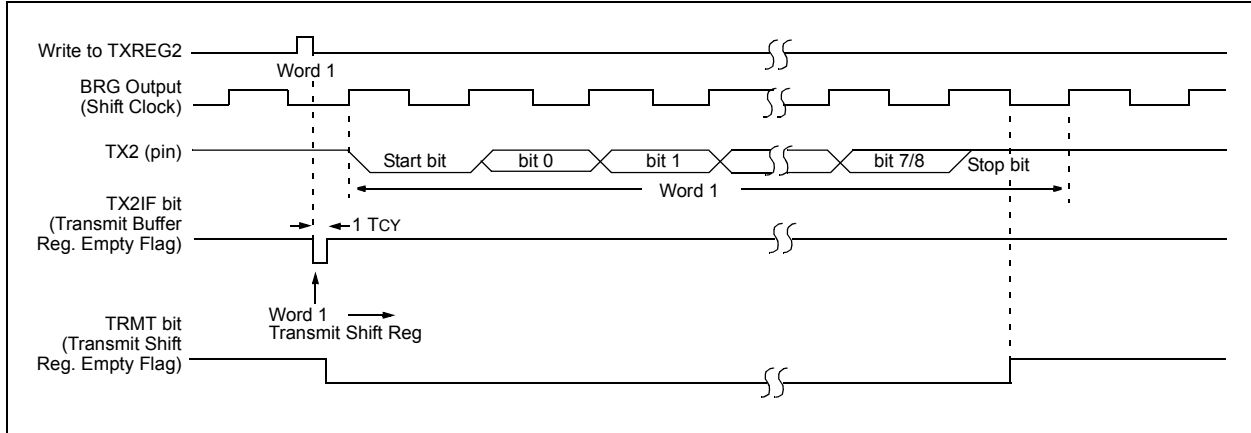 Write to TXREG2
Word 1
BRG Output
(Shift Clock)
TX2 (pin)
Start bit
bit 0
bit 1
bit 7/8
Stop bit
Word 1
TX2IF bit
(Transmit Buffer
Reg. Empty Flag)
1 TCY
Word 1
Transmit Shift Reg
TRMT bit
(Transmit Shift
Reg. Empty Flag)